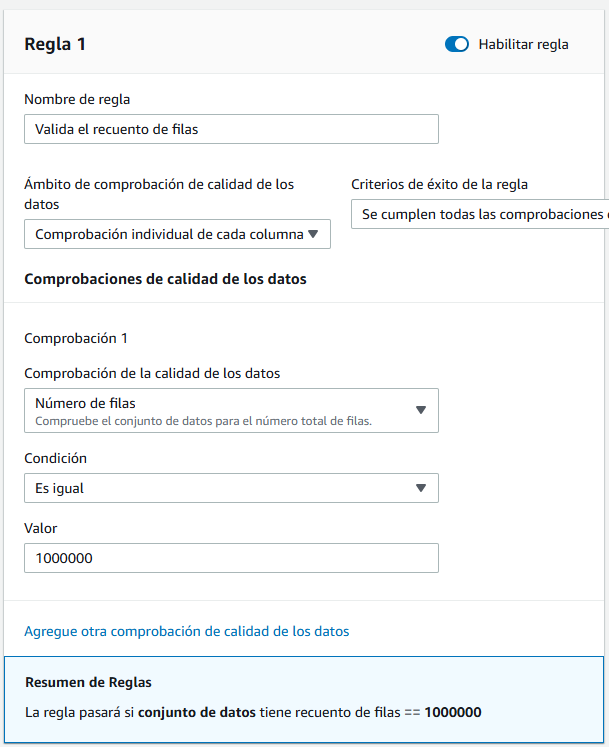 Regla 1
Habilitar regla
Nombre de regla
Valida el recuento de filas
Ámbito de comprobación de calidad de los
datos
Comprobación individual de cada columna
Criterios de éxito de la regla
Se cumplen todas las comprobaciones
Comprobaciones de calidad de los datos
Comprobación 1
Comprobación de la calidad de los datos
Número de filas
Compruebe el conjunto de datos para el número total de filas.
Condición
Es igual
Valor
1000000
Agregue otra comprobación de calidad de los datos
Resumen de Reglas
La regla pasará si conjunto de datos tiene recuento de filas == 1000000